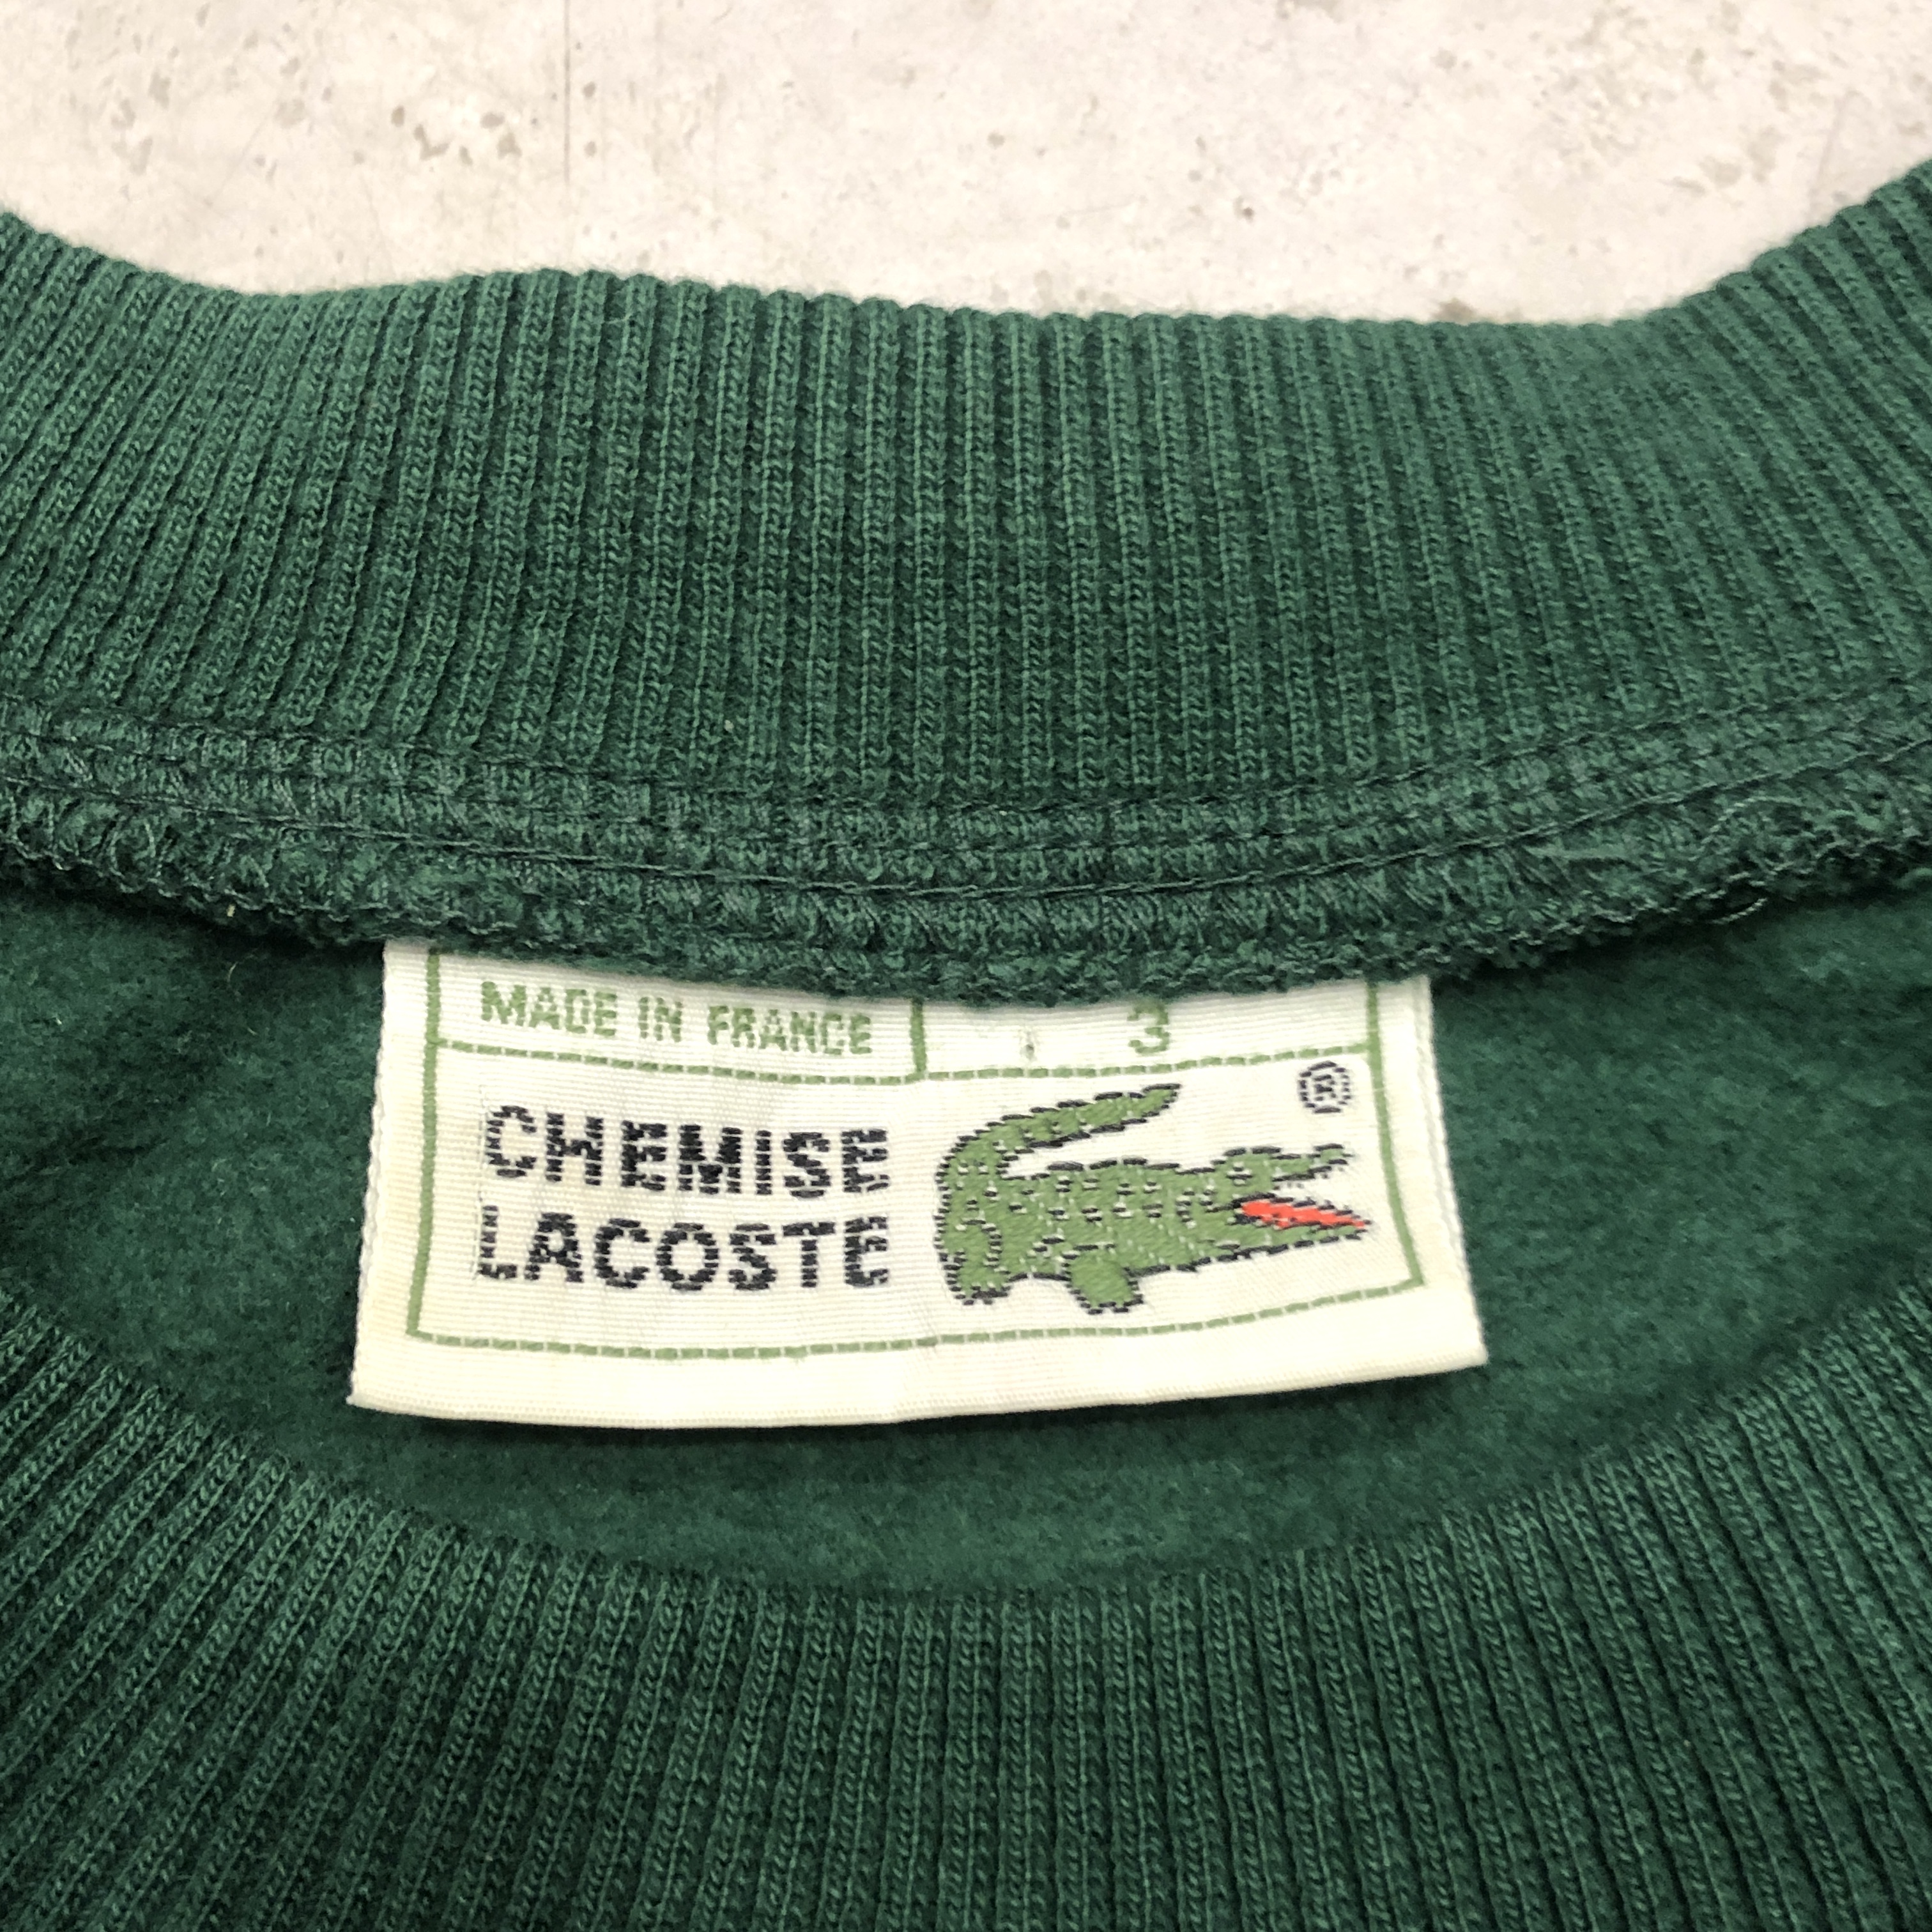 MADE IN FRANCE 3
CHEMISE
LACOSTE
®